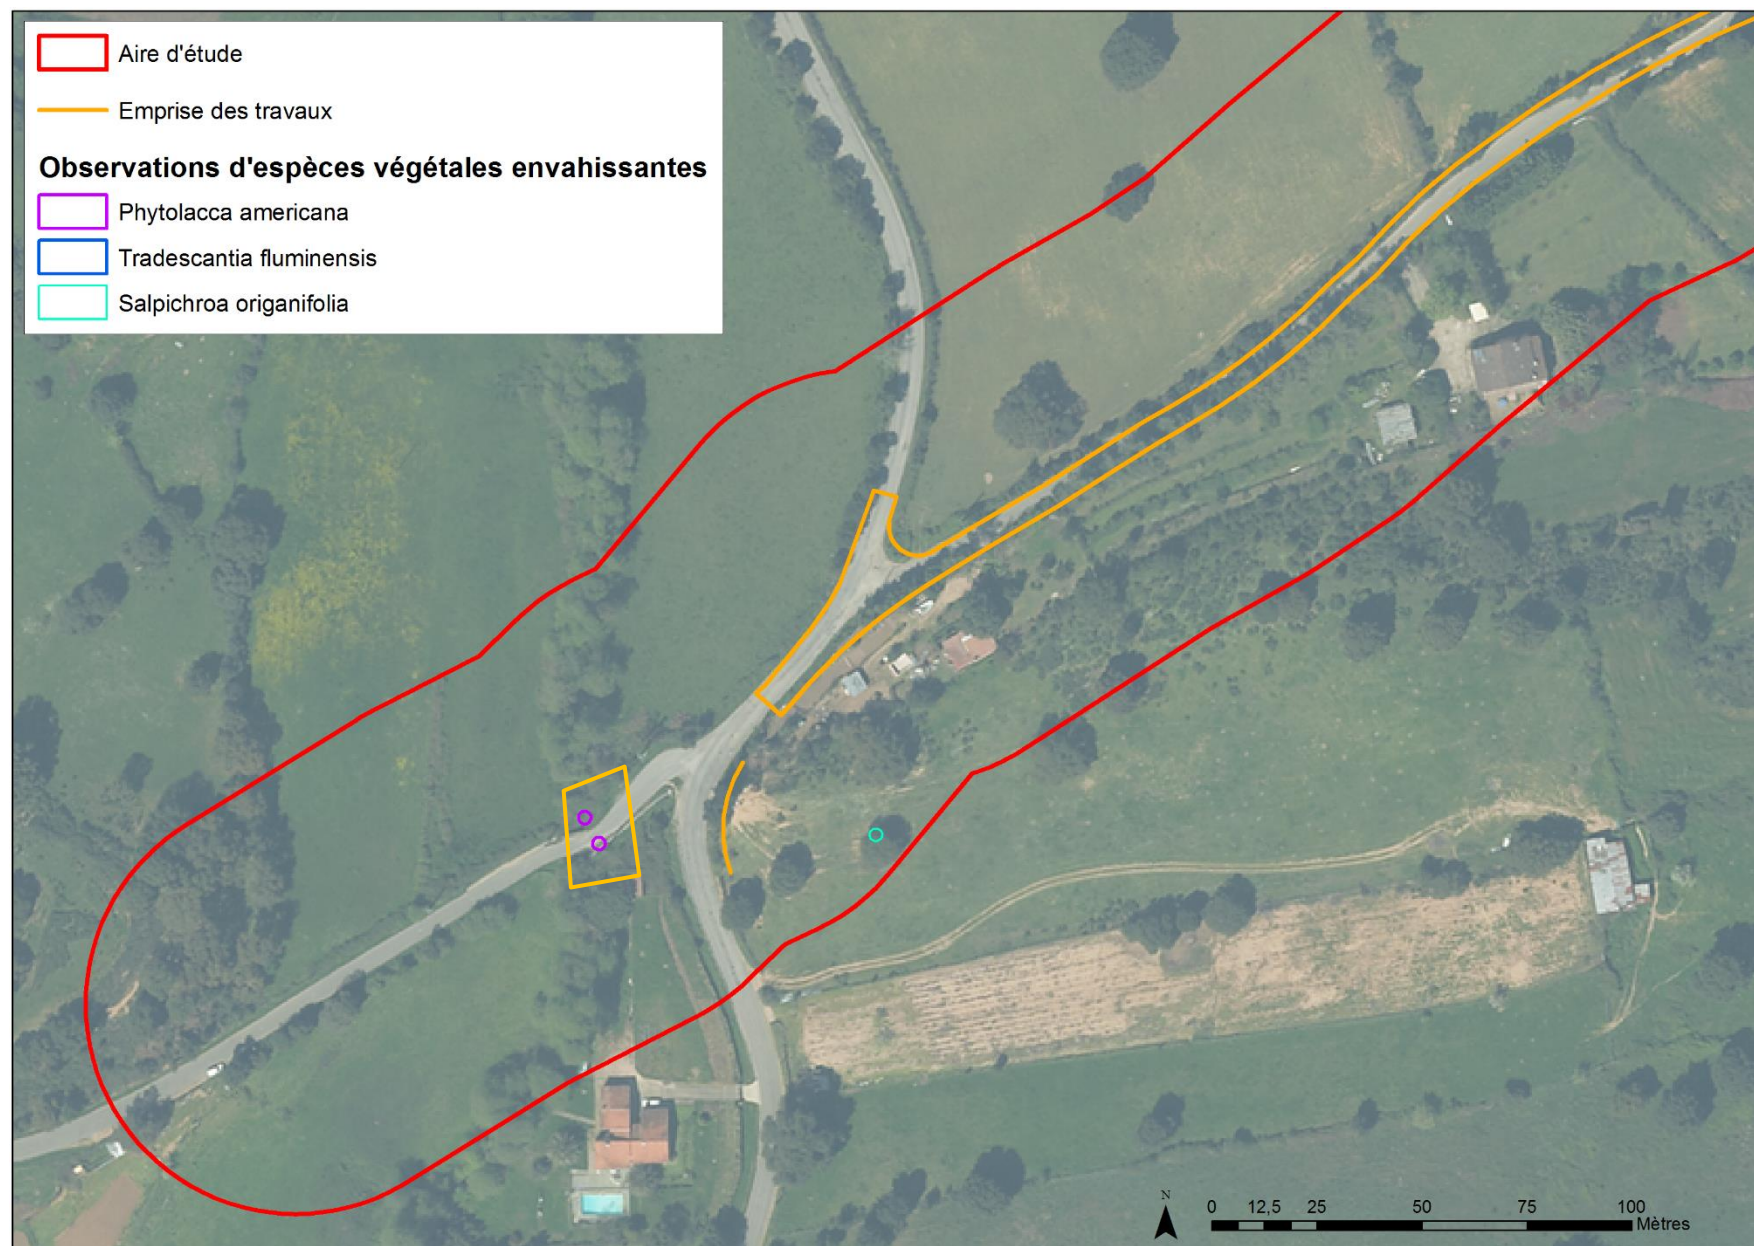 Aire d'étude
Emprise des travaux
Observations d'espèces végétales envahissantes
Phytolacca americana
Tradescantia fluminensis
Salpichroa origanifolia
N
0 12,5 25 50 75 100
Mètres